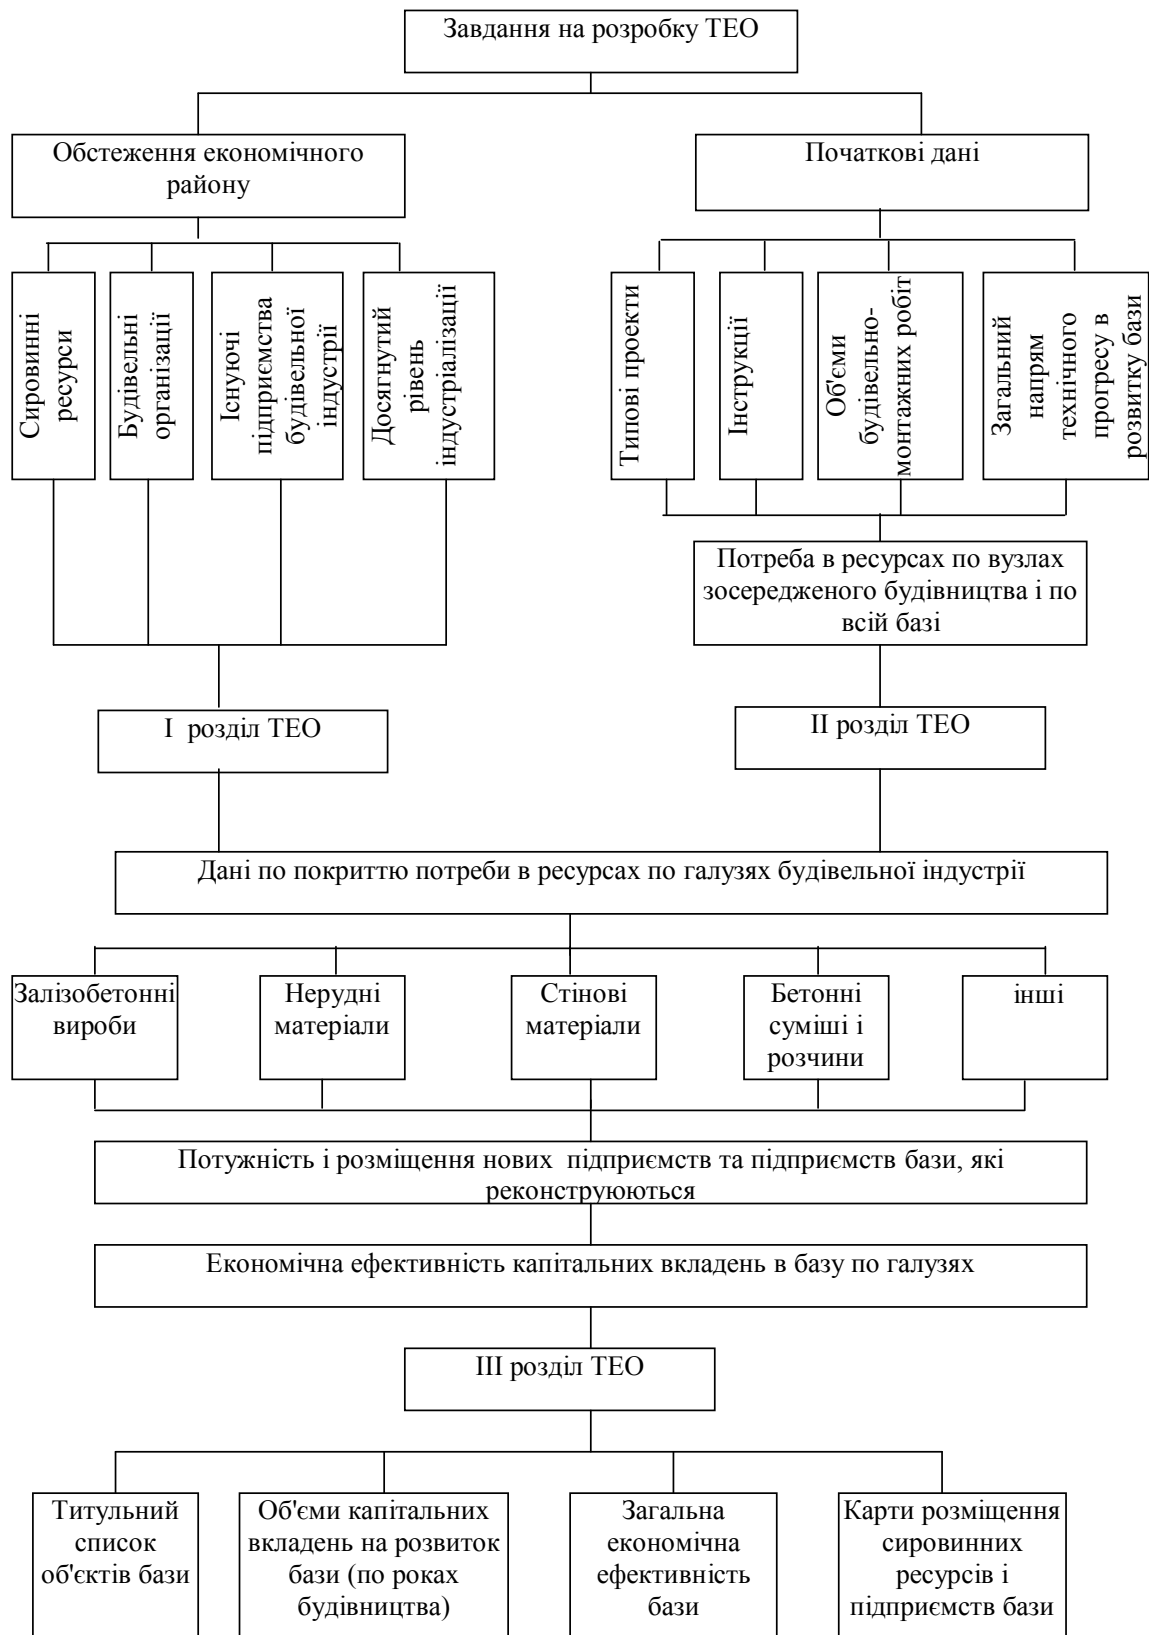 Завдання на розробку ТЕО
Обстеження економічного
району
Початкові дані
Сировинні
ресурси
Будівельні
організації
Існуючі
підприємства
будівельної
індустрії
Досягнутий
рівень
індустріалізації
Типові проекти
Інструкції
Об'єми
будівельно-
монтажних робіт
Загальний
напрям
технічного
прогресу в
розвитку бази
Потреба в ресурсах по вузлах
зосередженого будівництва і по
всій базі
I розділ ТЕО
II розділ ТЕО
Дані по покриттю потреби в ресурсах по галузях будівельної індустрії
Залізобетонні
вироби
Нерудні
матеріали
Стінові
матеріали
Бетонні
суміші і
розчини
інші
Потужність і розміщення нових підприємств та підприємств бази, які
реконструюються
Економічна ефективність капітальних вкладень в базу по галузях
III розділ ТЕО
Титульний
список
об'єктів бази
Об'єми капітальних
вкладень на розвиток
бази (по роках
будівництва)
Загальна
економічна
ефективність
бази
Карти розміщення
сировинних
ресурсів і
підприємств бази